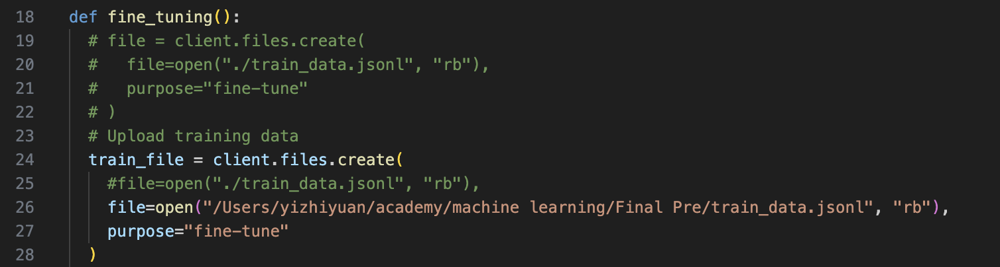 18 def fine_tuning():
19 # file = client.files.create(
20 #   file=open("./train_data.jsonl", "rb"),
21 #   purpose="fine-tune"
22 # )
23 # Upload training data
24 train_file = client.files.create(
25 #file=open("./train_data.jsonl", "rb"),
26 file=open("/Users/yizhiyuan/academy/machine learning/Final Pre/train_data.jsonl", "rb"),
27 purpose="fine-tune"
28 )